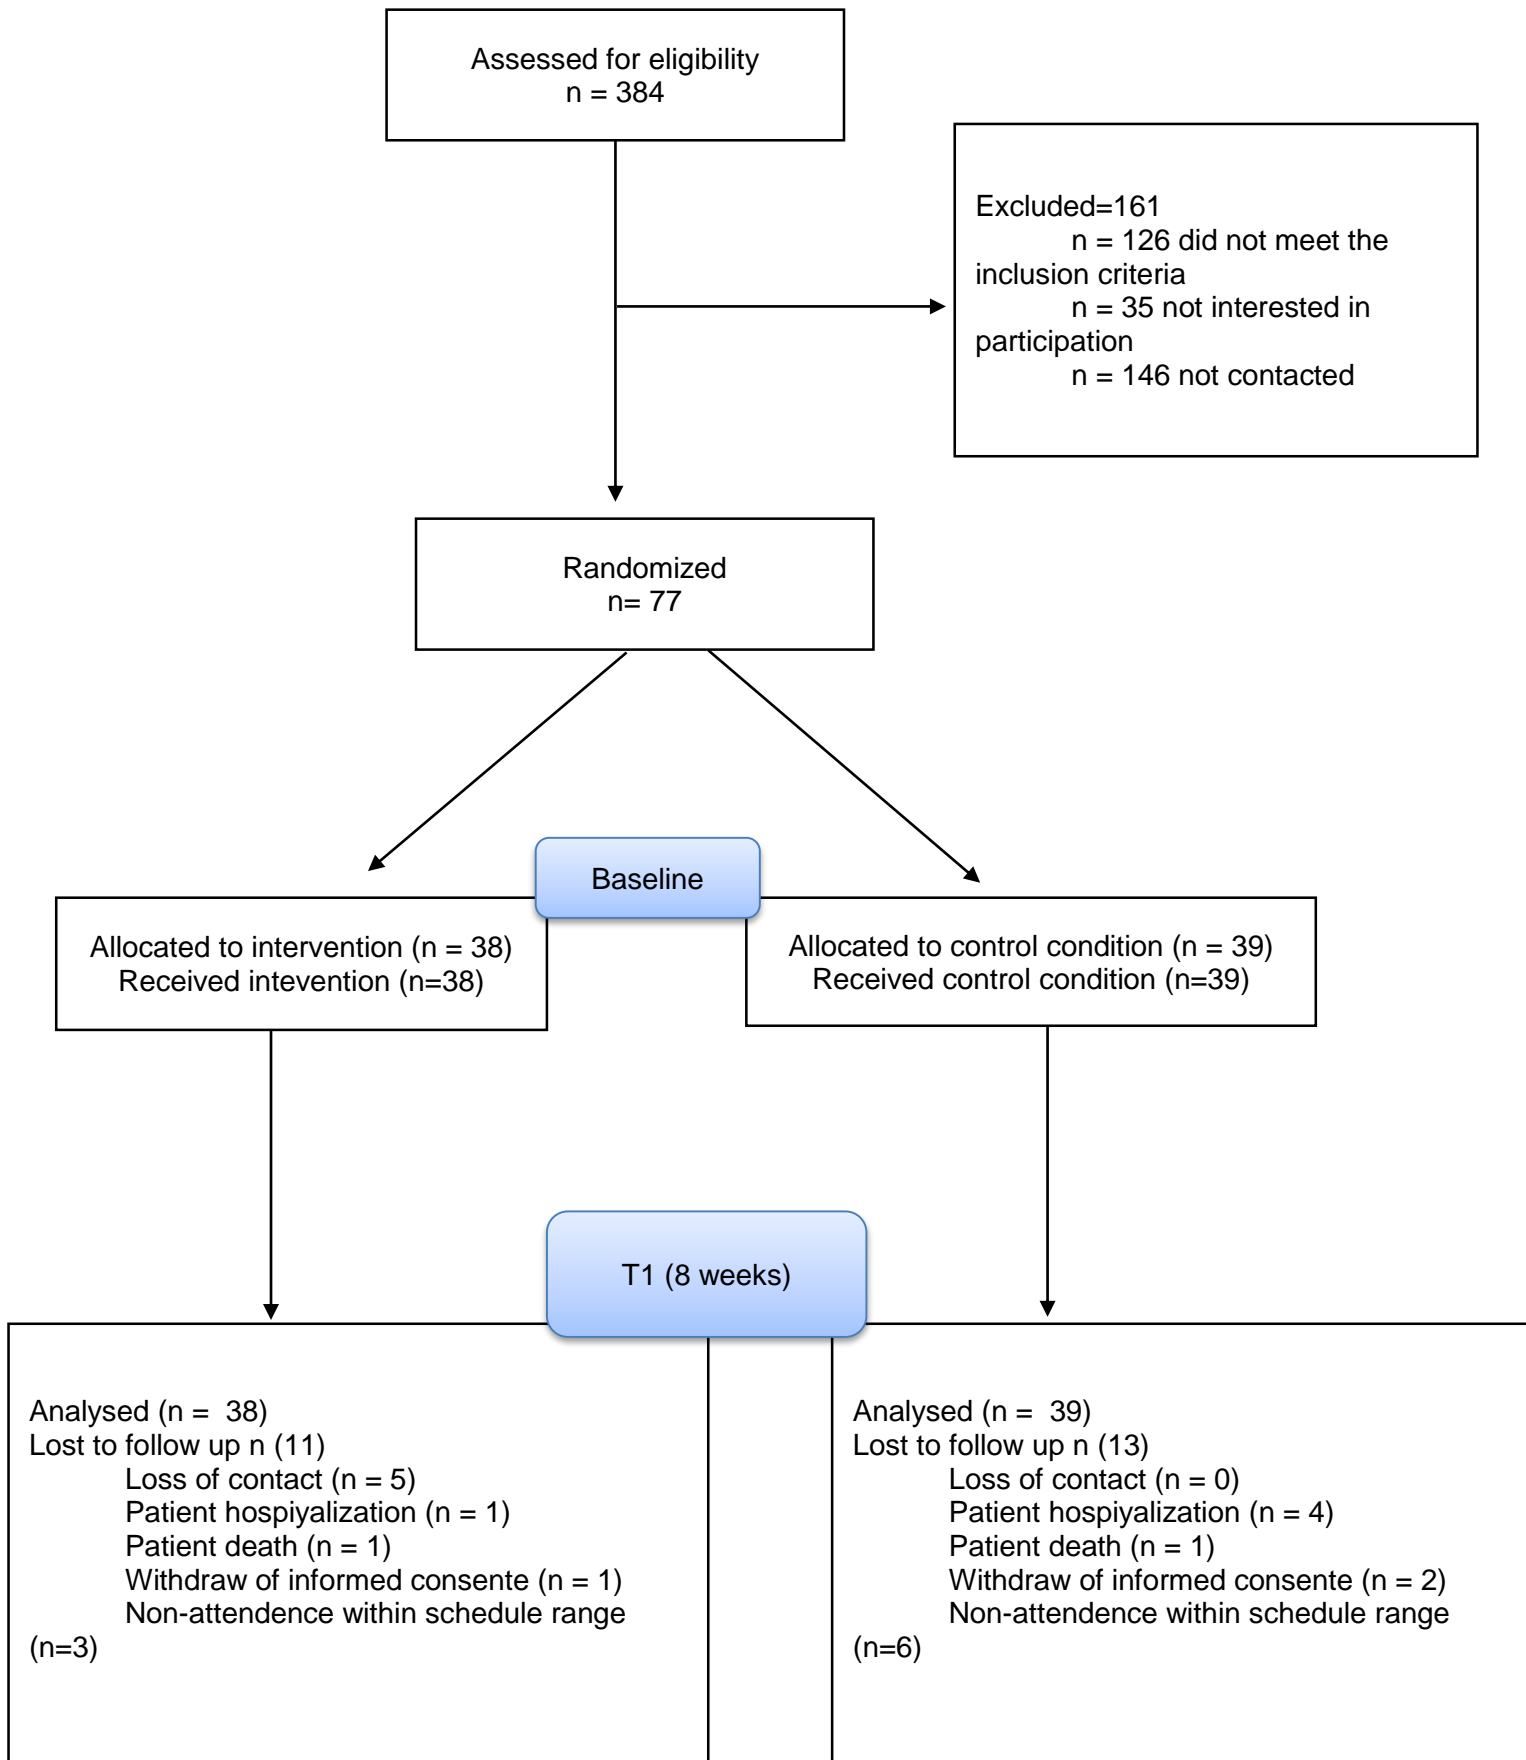 Assessed for eligibility
n = 384
Excluded=161
n = 126 did not meet the
inclusion criteria
n = 35 not interested in
participation
n = 146 not contacted
Randomized
n= 77
Baseline
Allocated to intervention (n = 38)
Received intevention (n=38)
Allocated to control condition (n = 39)
Received control condition (n=39)
T1 (8 weeks)
Analysed (n =  38)
Lost to follow up n (11)
Loss of contact (n = 5)
Patient hospiyalization (n = 1)
Patient death (n = 1)
Withdraw of informed consente (n = 1)
Non-attendence within schedule range
(n=3)
Analysed (n =  39)
Lost to follow up n (13)
Loss of contact (n = 0)
Patient hospiyalization (n = 4)
Patient death (n = 1)
Withdraw of informed consente (n = 2)
Non-attendence within schedule range
(n=6)